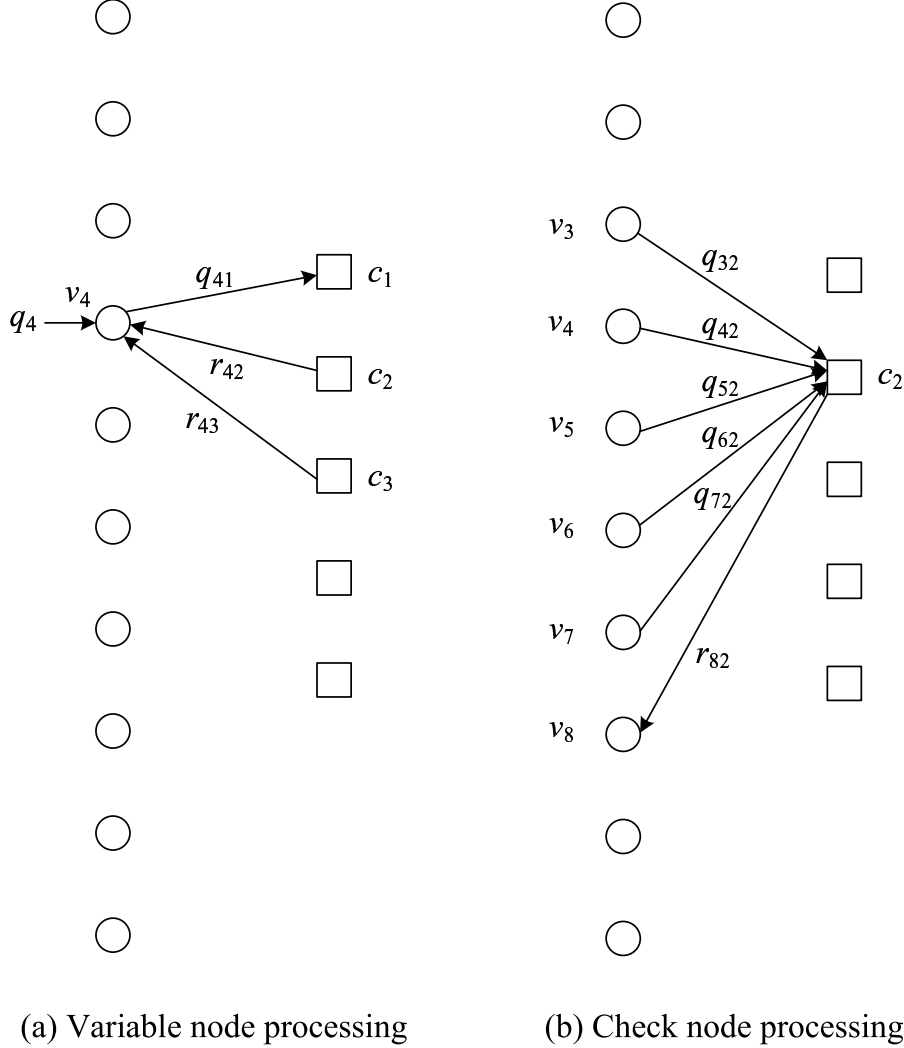 q41
c1
v4
q4
r42
c2
r43
c3
(a) Variable node processing
v3
q32
v4
q42
c2
q52
v5
q62
q72
v6
v7
r82
v8
(b) Check node processing